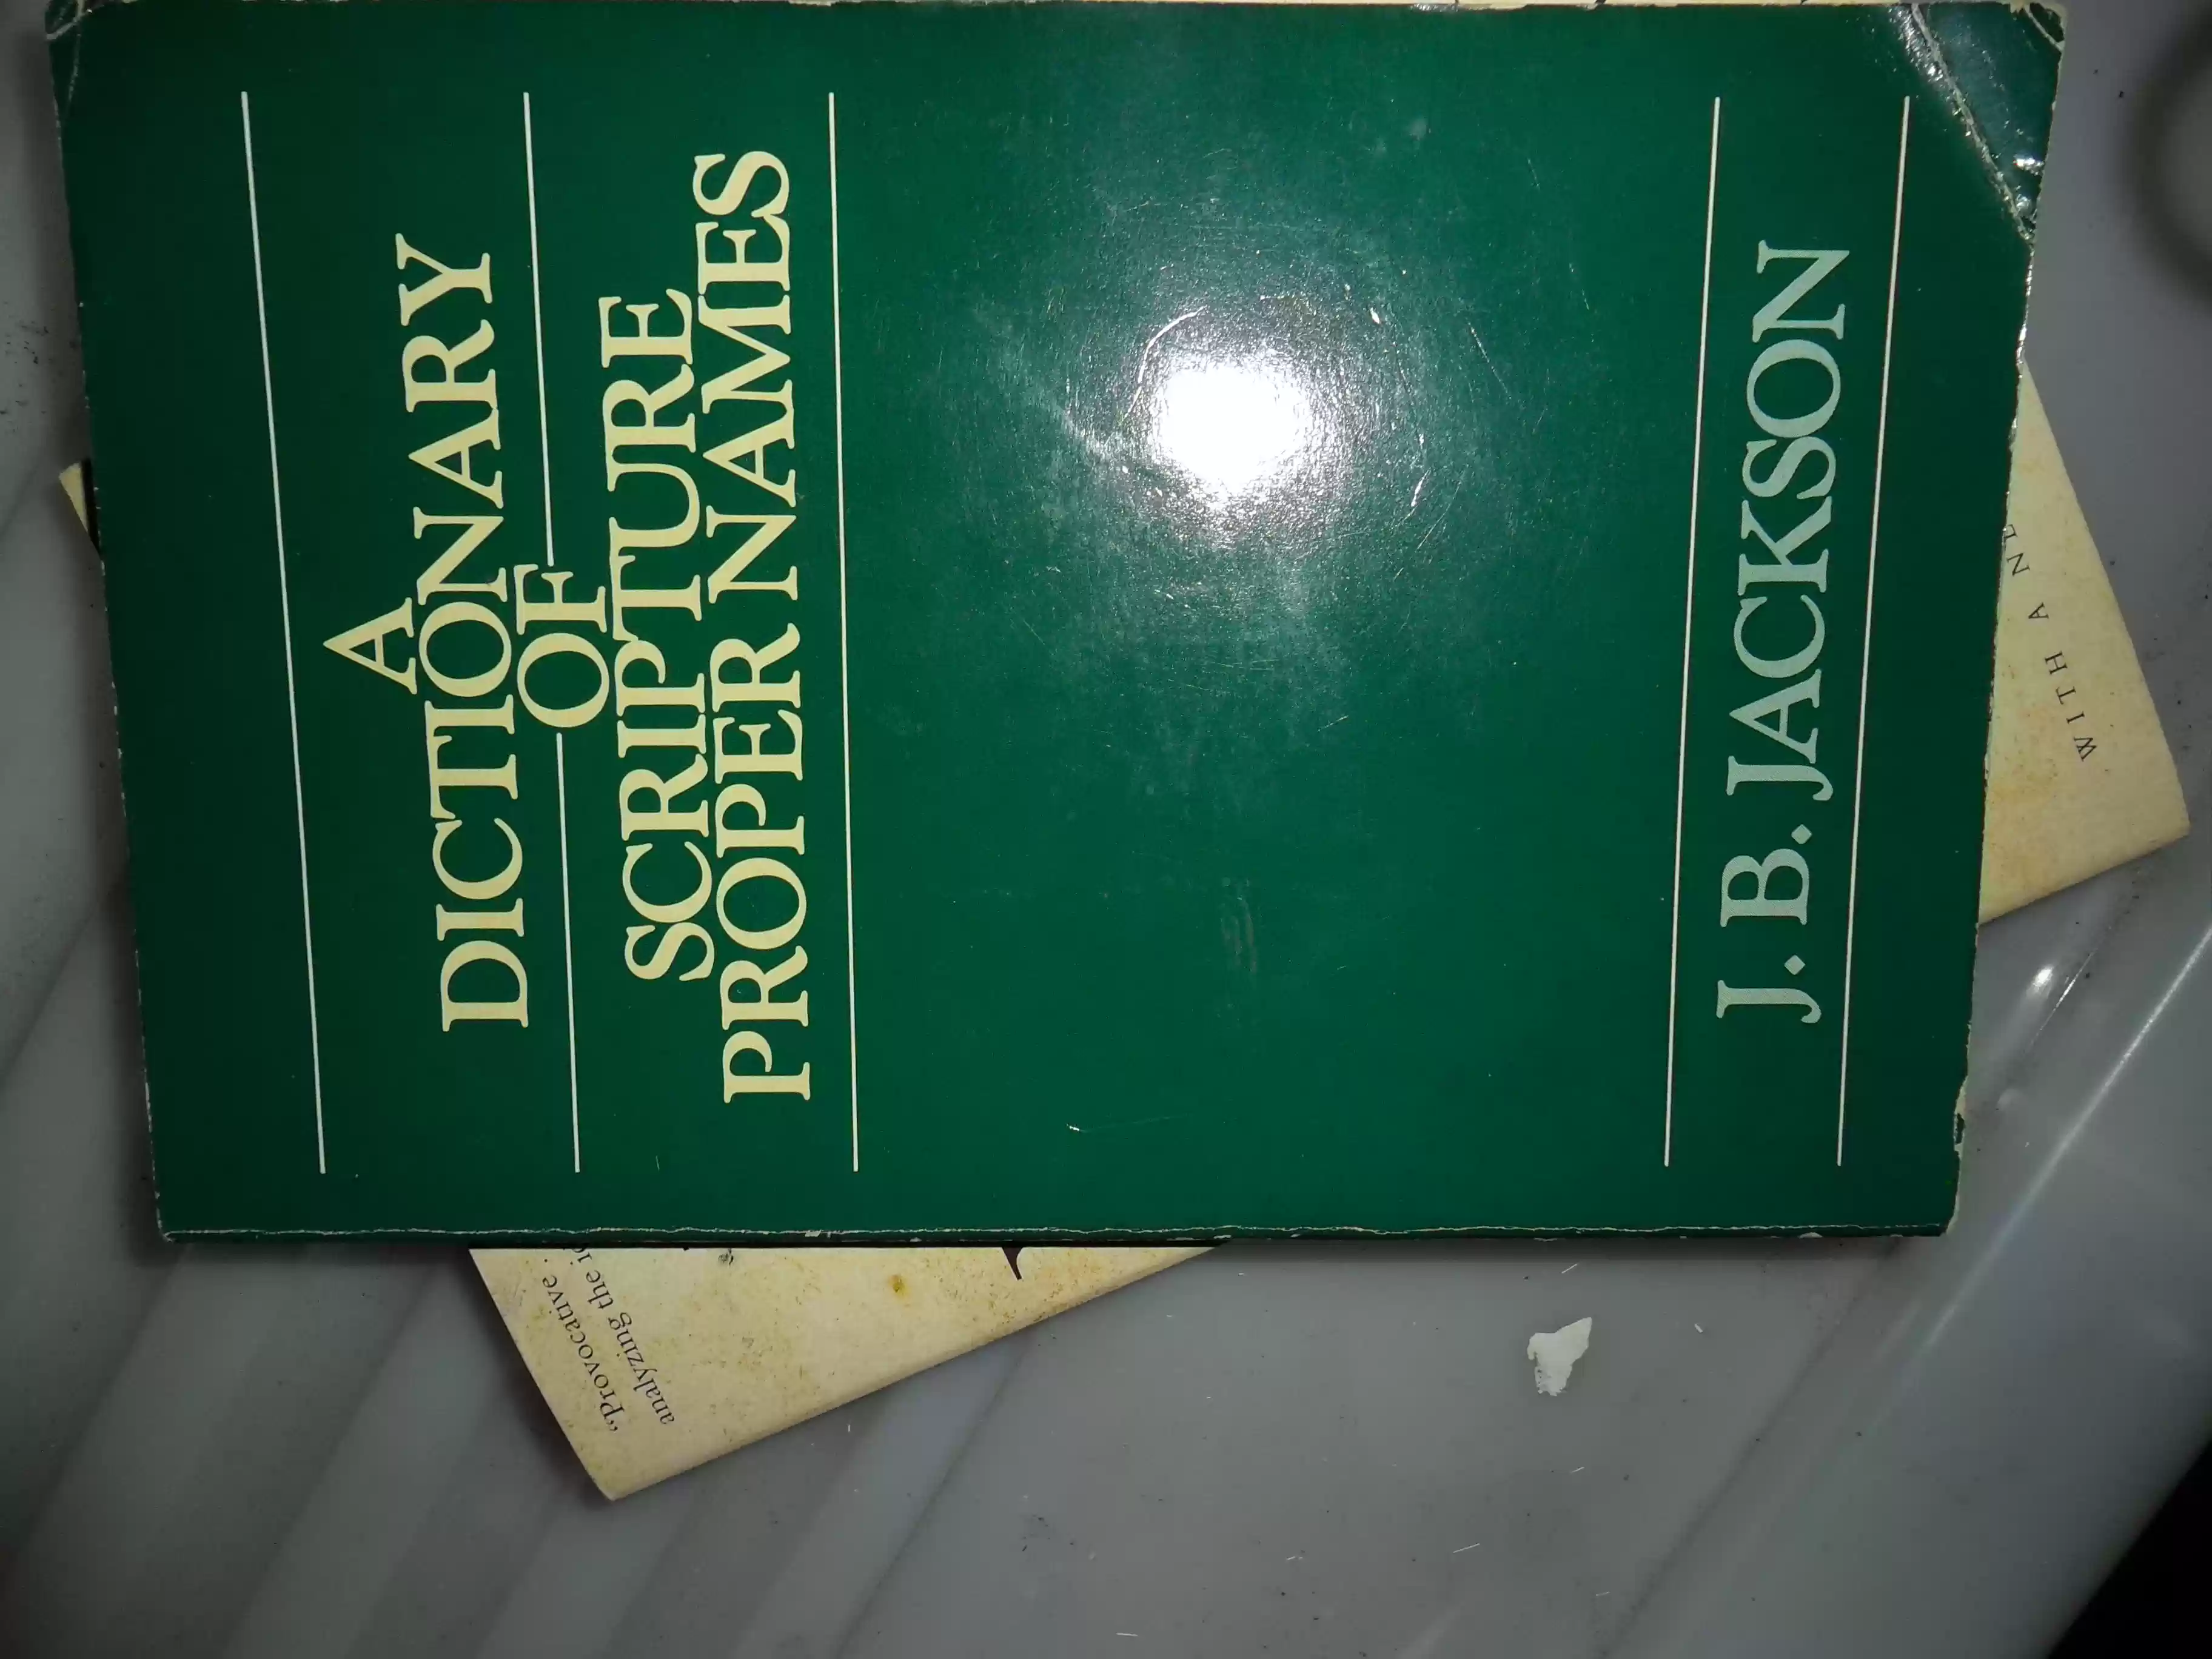 A
DICTIONARY
OF
SCRIPTURE
PROPER NAMES
J. B. JACKSON
"Provocative
analyzing the
WITH A